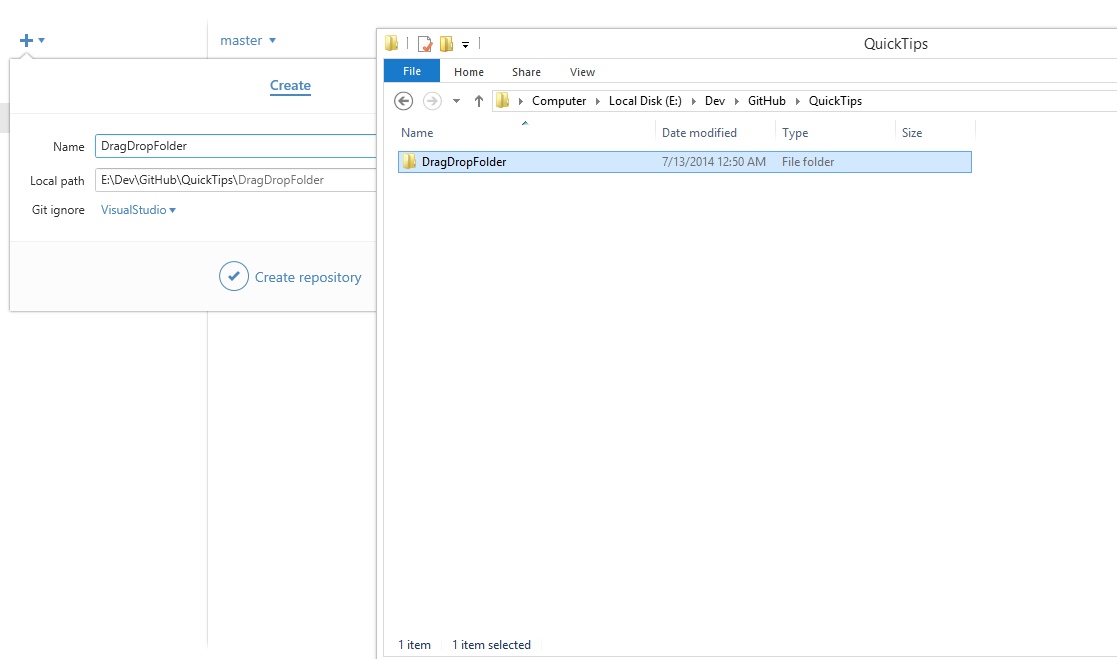 master
Create
Name DragDropFolder
Local path E:\Dev\GitHub\QuickTips\DragDropFolder
Git ignore VisualStudio
Create repository
QuickTips
File Home Share View
Computer Local Disk (E:) Dev GitHub QuickTips
Name Date modified Type Size
DragDropFolder 7/13/2014 12:50 AM File folder
1 item 1 item selected